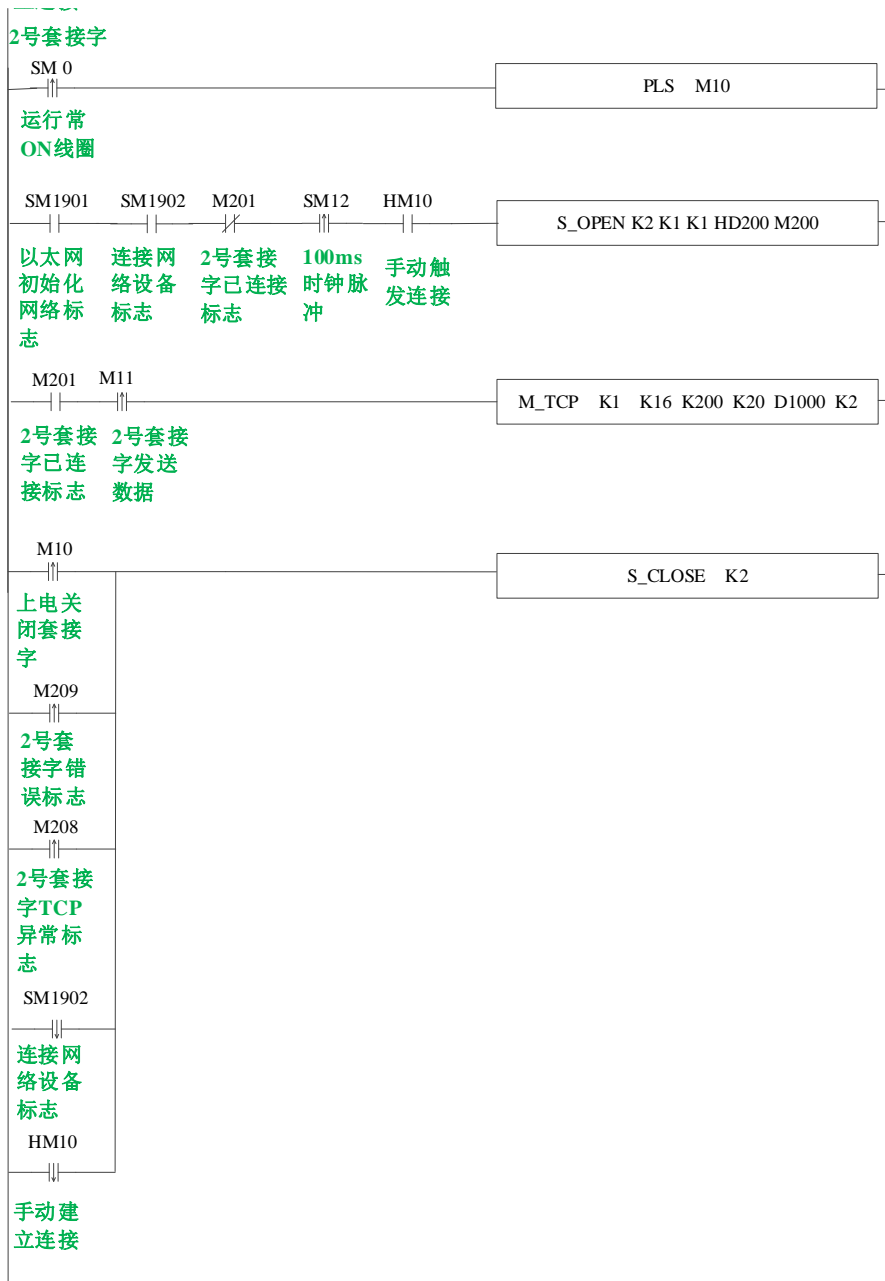 2号套接字
SM 0
PLS M10
运行常
ON线圈
SM1901 SM1902 M201 SM12 HM10
S_OPEN K2 K1 K1 HD200 M200
以太网
初始化
网络标
志
连接网
络设备
标志
2号套接
字已连接
标志
100ms
时钟脉
冲
手动触
发连接
M201 M11
M_TCP K1 K16 K200 K20 D1000 K2
2号套接
字已连
接标志
2号套接
字发送
数据
M10
S_CLOSE K2
上电关
闭套接
字
M209
2号套
接字错
误标志
M208
2号套接
字TCP
异常标
志
SM1902
连接网
络设备
标志
HM10
手动建
立连接